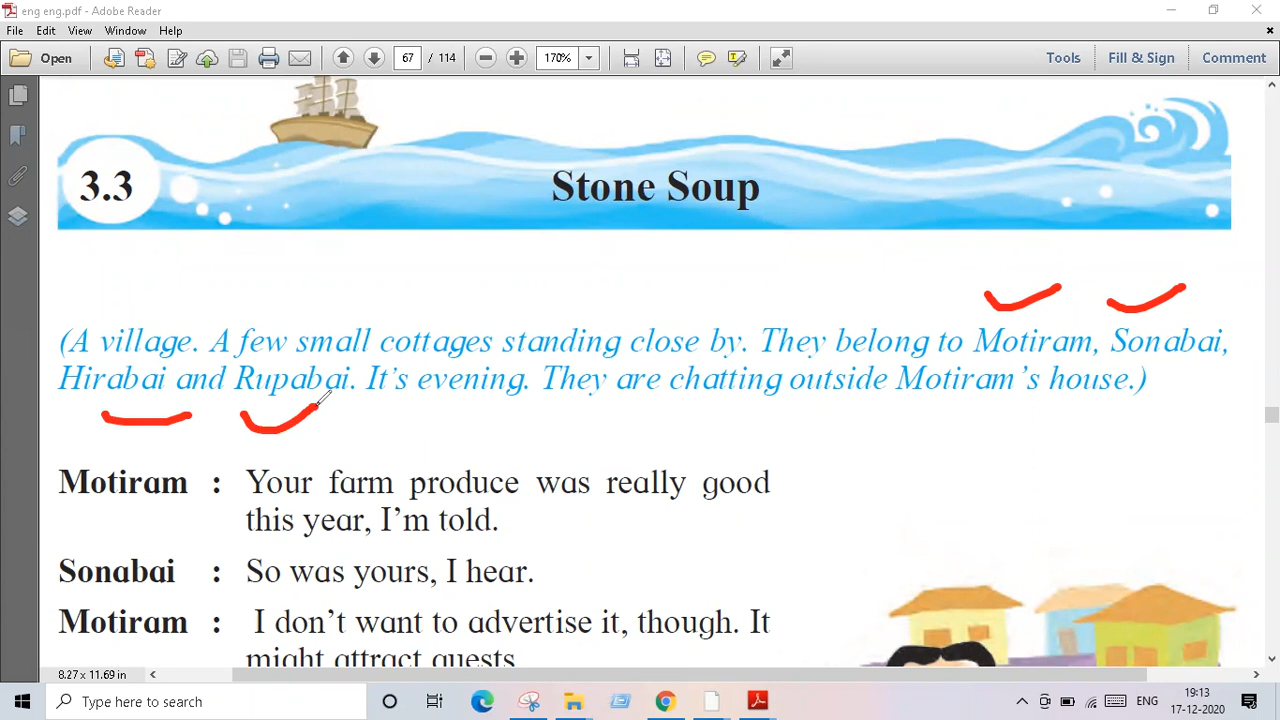 eng eng.pdf - Adobe Reader
File Edit View Window Help
Open 67 / 114 170% Tools Fill & Sign Comment
3.3 Stone Soup
(A village. A few small cottages standing close by. They belong to Motiram, Sonabai,
Hirabai and Rupabai. It's evening. They are chatting outside Motiram's house.)
Motiram : Your farm produce was really good
this year, I'm told.
Sonabai : So was yours, I hear.
Motiram : I don't want to advertise it, though. It
might attract guests
8.27 x 11.69 in
Type here to search
ENG
19:13
17-12-2020